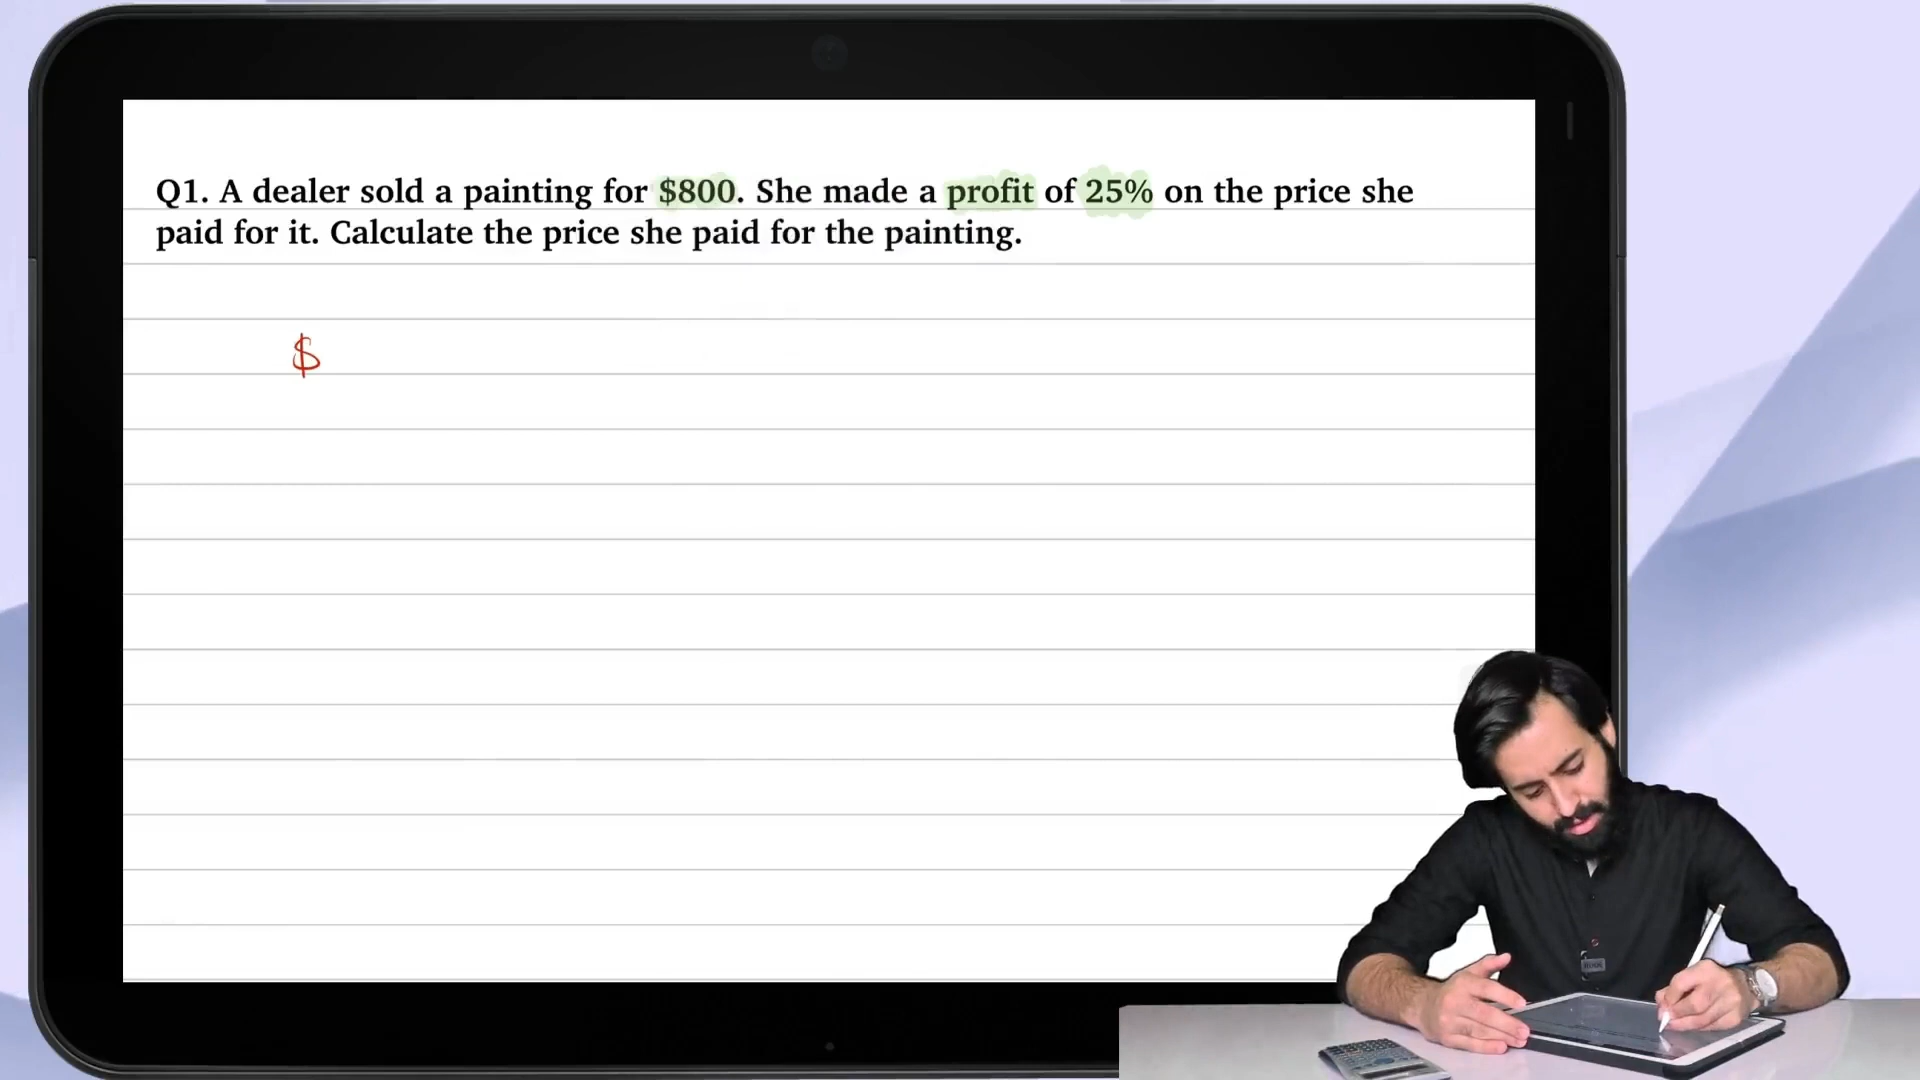 Q1. A dealer sold a painting for $800. She made a profit of 25% on the price she
paid for it. Calculate the price she paid for the painting.
$